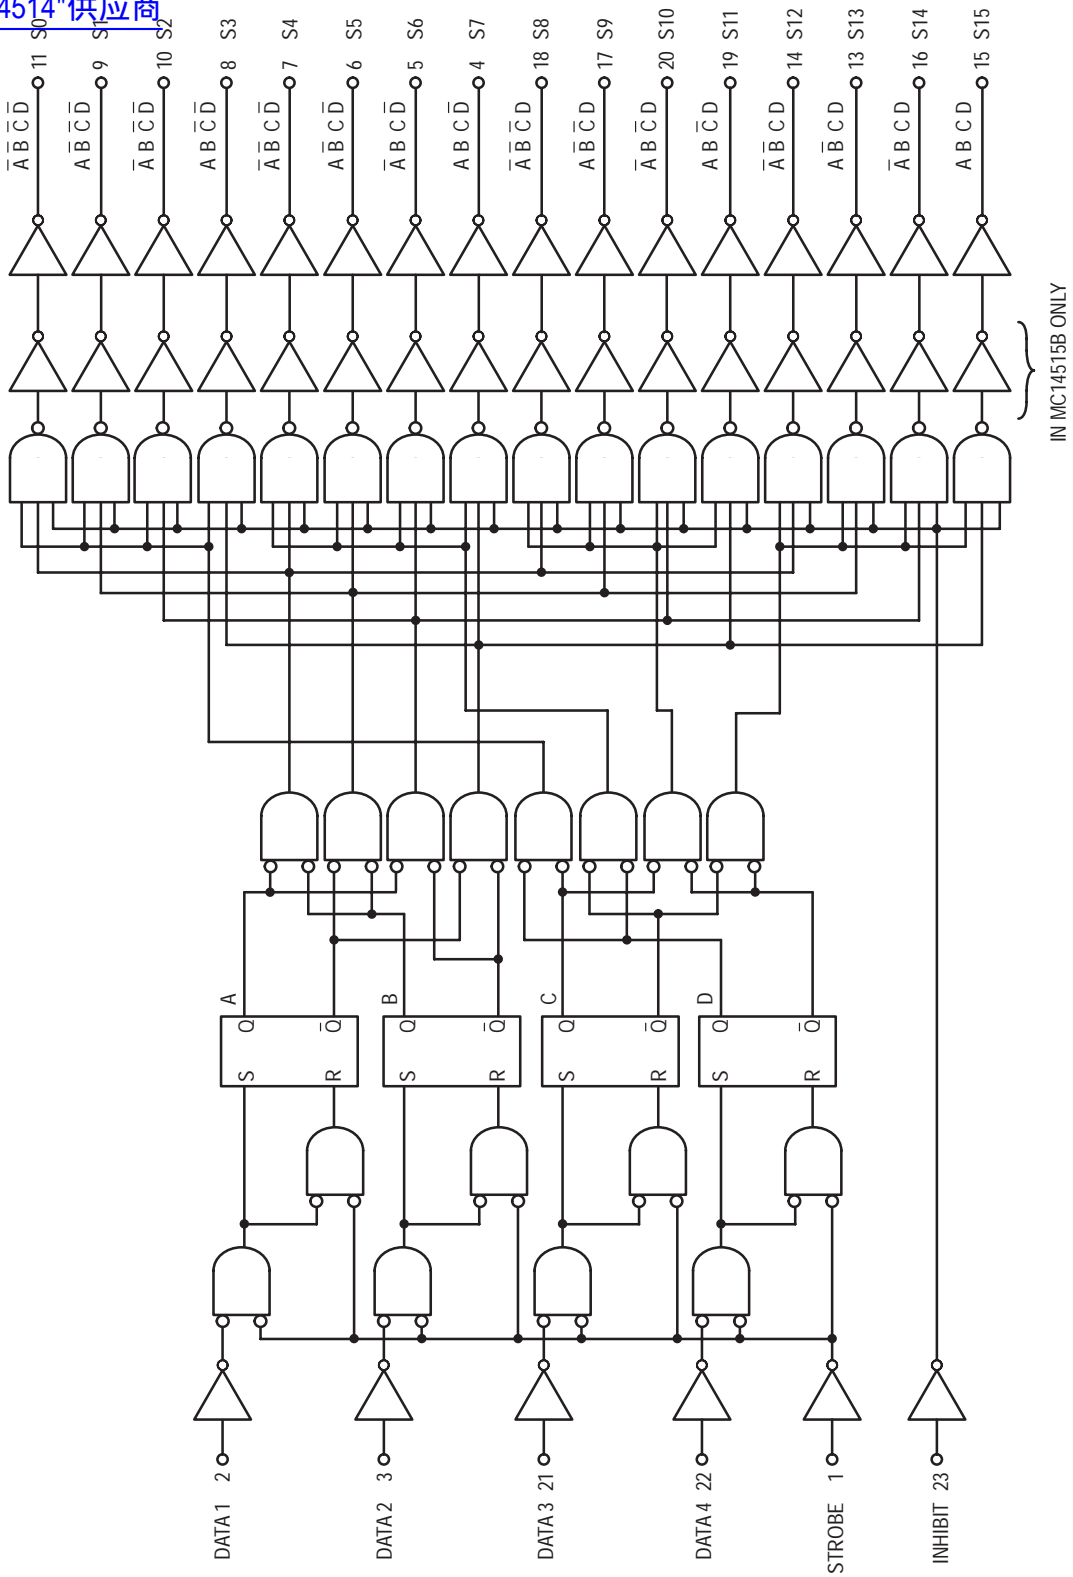 4514"供应商
11 S0
9 S1
10 S2
8 S3
7 S4
6 S5
5 S6
4 S7
18 S8
17 S9
20 S10
19 S11
14 S12
13 S13
16 S14
15 S15
A̅ B̅ C̅ D̅
A B̅ C̅ D̅
A̅ B C̅ D̅
A B C̅ D̅
A̅ B̅ C D̅
A B̅ C D̅
A̅ B C D̅
A B C D̅
A̅ B̅ C̅ D
A B̅ C̅ D
A̅ B C̅ D
A B C̅ D
A̅ B̅ C D
A B̅ C D
A̅ B C D
A B C D
IN MC14515B ONLY
A
B
C
D
Q
Q̅
Q
Q̅
Q
Q̅
Q
Q̅
S
R
S
R
S
R
S
R
DATA 1 2
DATA 2 3
DATA 3 21
DATA 4 22
STROBE 1
INHIBIT 23